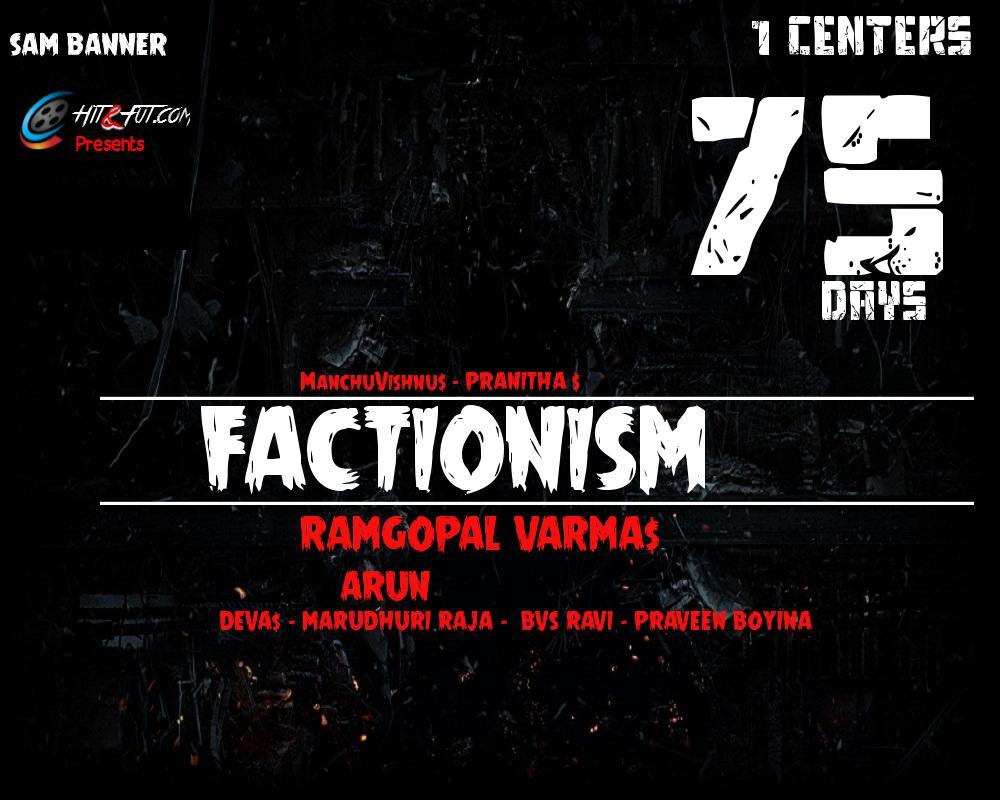 SAM BANNER
1 CENTERS
HIT&FUT.COM
Presents
75
DAYS
MANCHUVISHNU$ - PRANITHA $
FACTIONISM
RAMGOPAL VARMA$
ARUN
DEVA$ - MARUDHURI RAJA - BVS RAVI - PRAVEEN BOYINA